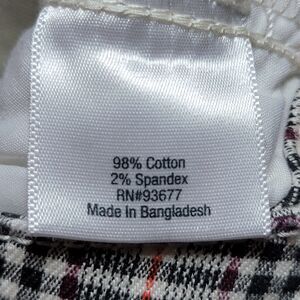 98% Cotton
2% Spandex
RN#93677
Made In Bangladesh